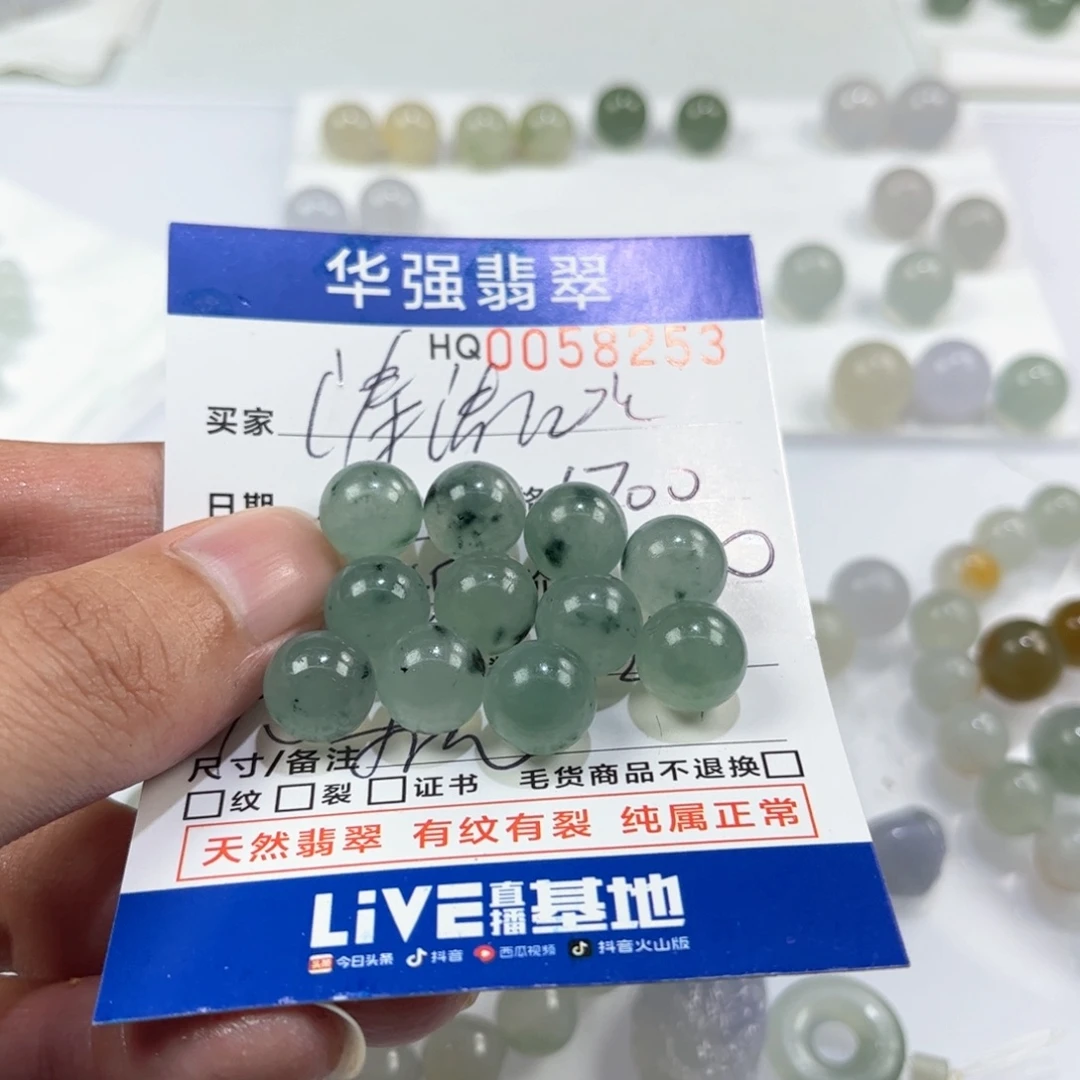 华强翡翠
HQ0058253
买家
日期
1700
尺寸/备注
纹 裂 证书 毛货商品不退换
天然翡翠 有纹有裂 纯属正常
LiVE直播基地
今日头条 抖音 西瓜视频 抖音火山版